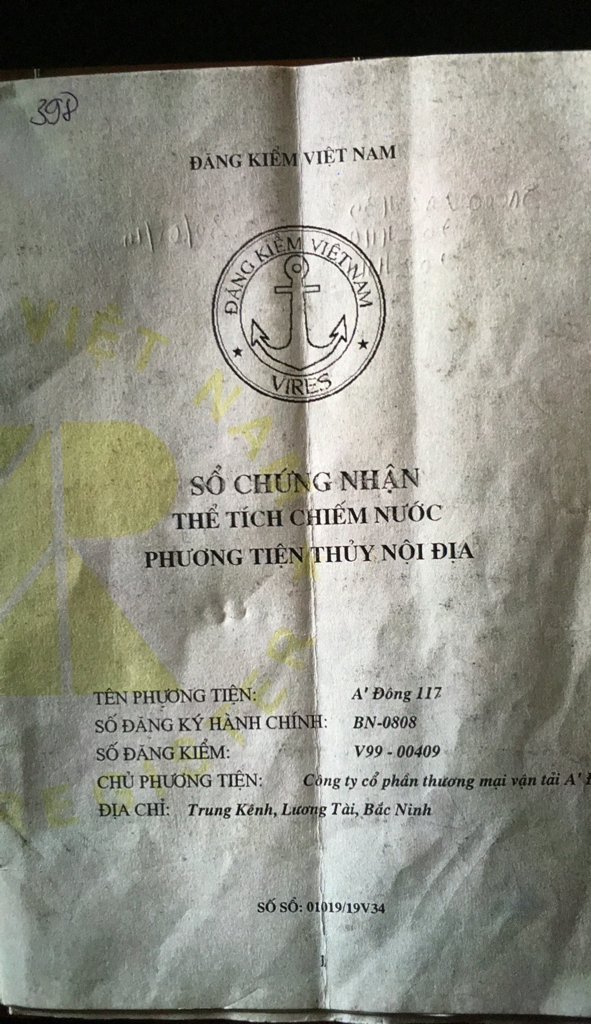 398
ĐĂNG KIỂM VIỆT NAM
ĐĂNG KIỂM VIỆT NAM
VIRES
VIỆT NAM
SỔ CHỨNG NHẬN
THỂ TÍCH CHIẾM NƯỚC
PHƯƠNG TIỆN THỦY NỘI ĐỊA
TÊN PHƯƠNG TIỆN: A' Đông 117
SỐ ĐĂNG KÝ HÀNH CHÍNH: BN-0808
SỐ ĐĂNG KIỂM: V99 - 00409
CHỦ PHƯƠNG TIỆN: Công ty cổ phần thương mại vận tải A'
ĐỊA CHỈ: Trung Kênh, Lương Tài, Bắc Ninh
SỐ SỔ: 01019/19V34
1